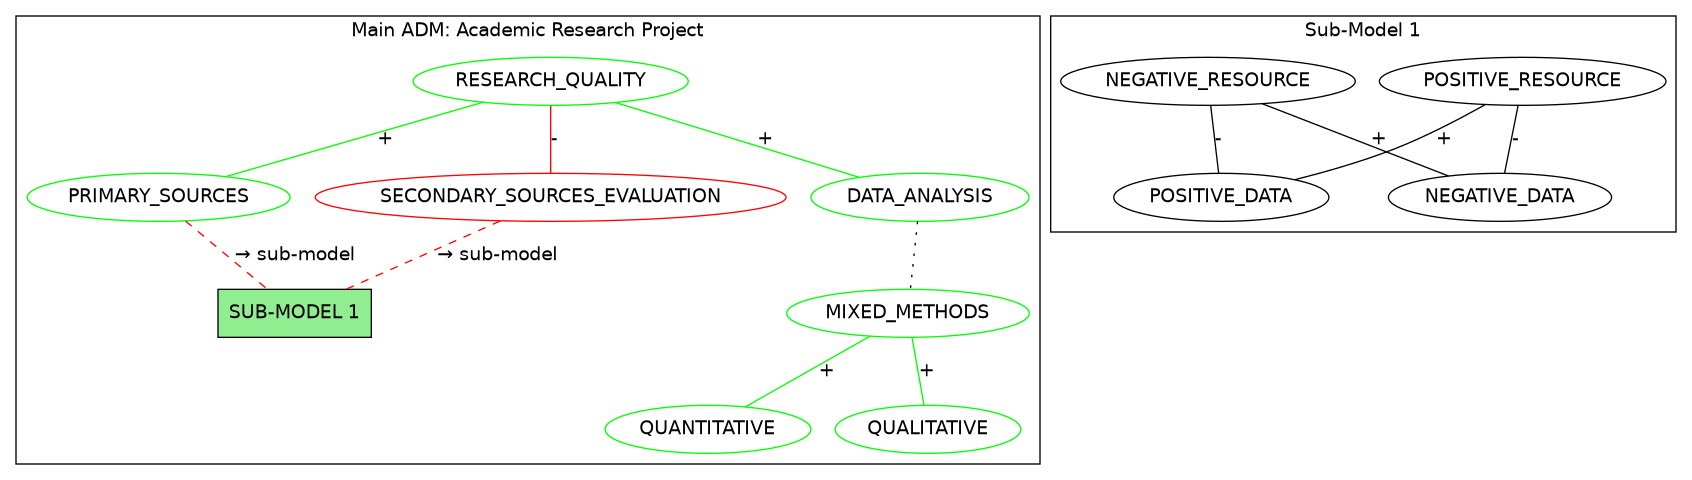 Main ADM: Academic Research Project
RESEARCH_QUALITY
+
-
+
PRIMARY_SOURCES
SECONDARY_SOURCES_EVALUATION
DATA_ANALYSIS
→ sub-model
→ sub-model
SUB-MODEL 1
MIXED_METHODS
+
+
QUANTITATIVE
QUALITATIVE
Sub-Model 1
NEGATIVE_RESOURCE
POSITIVE_RESOURCE
-
+
+
-
POSITIVE_DATA
NEGATIVE_DATA